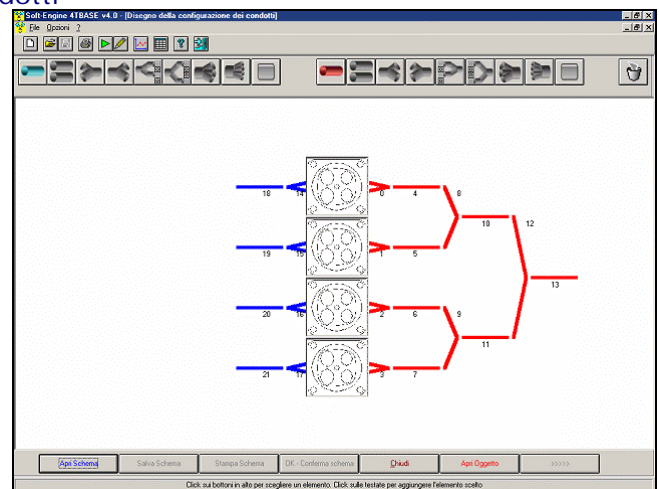 dotti
Soft-Engine 4TBASE v4.0 - [Disegno della configurazione dei condotti]
File Opzioni ?
18 14 0 4 8
10 12
19 15 1 5
13
20 16 2 6 9
11
21 17 3 7
Apri Schema Salva Schema Stampa Schema OK - Conferma schema Chiudi Apri Oggetto >>>>>
Click sui bottoni in alto per scegliere un elemento. Click sulle testate per aggiungere l'elemento scelto